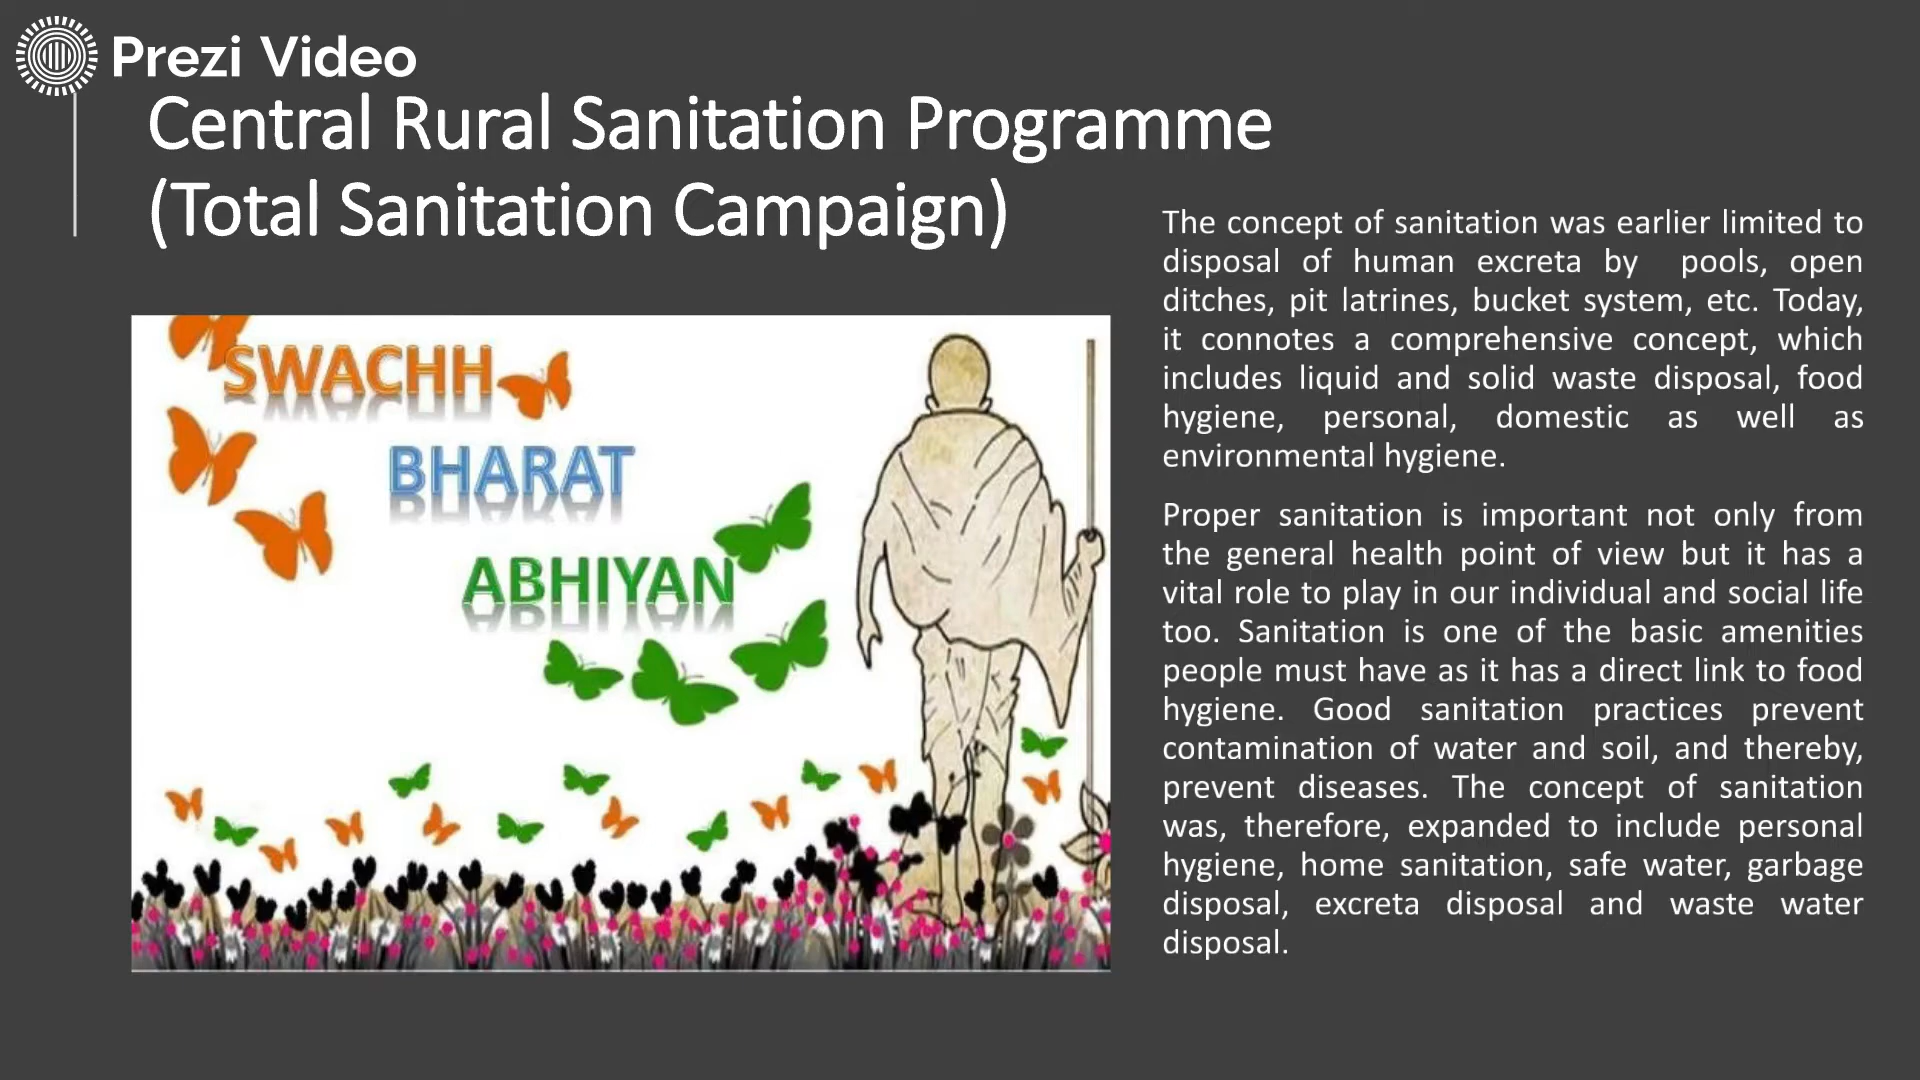 Prezi Video
Central Rural Sanitation Programme
(Total Sanitation Campaign)
SWACHH
BHARAT
ABHIYAN
The concept of sanitation was earlier limited to
disposal of human excreta by pools, open
ditches, pit latrines, bucket system, etc. Today,
it connotes a comprehensive concept, which
includes liquid and solid waste disposal, food
hygiene, personal, domestic as well as
environmental hygiene.
Proper sanitation is important not only from
the general health point of view but it has a
vital role to play in our individual and social life
too. Sanitation is one of the basic amenities
people must have as it has a direct link to food
hygiene. Good sanitation practices prevent
contamination of water and soil, and thereby,
prevent diseases. The concept of sanitation
was, therefore, expanded to include personal
hygiene, home sanitation, safe water, garbage
disposal, excreta disposal and waste water
disposal.